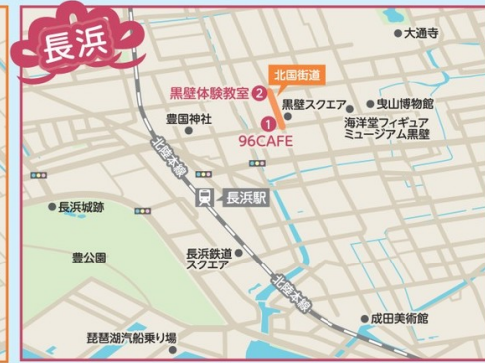 長浜
大通寺
北国街道
黒壁体験教室 2
黒壁スクエア
曳山博物館
豊国神社
1
96CAFE
海洋堂フィギュア
ミュージアム黒壁
北陸本線
長浜駅
長浜城跡
豊公園
長浜鉄道
スクエア
北陸本線
成田美術館
琵琶湖汽船乗り場